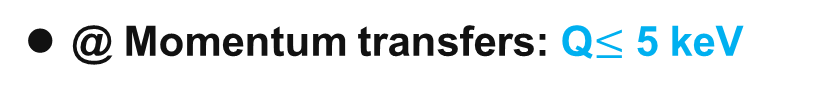 ● @ Momentum transfers: Q≤ 5 keV